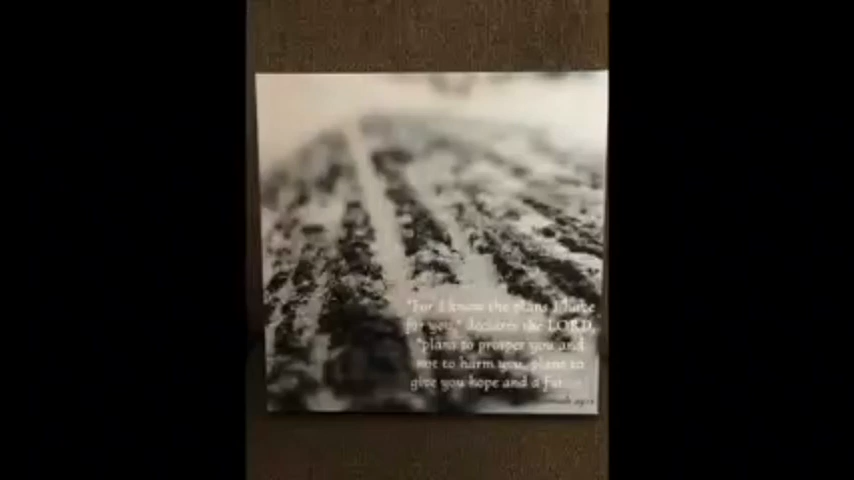 "For I know the plans I have
for you," declares the LORD,
"plans to prosper you and
not to harm you, plans to
give you hope and a future."